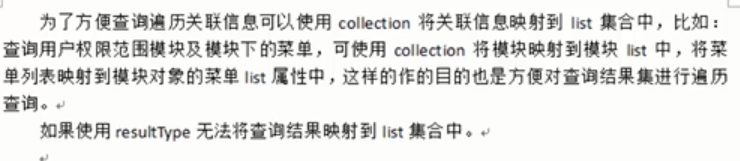 为了方便查询遍历关联信息可以使用 collection 将关联信息映射到 list 集合中，比如：
查询用户权限范围模块及模块下的菜单，可使用 collection 将模块映射到模块 list 中，将菜
单列表映射到模块对象的菜单 list 属性中，这样的作的目的也是方便对查询结果集进行遍历
查询。
如果使用 resultType 无法将查询结果映射到 list 集合中。